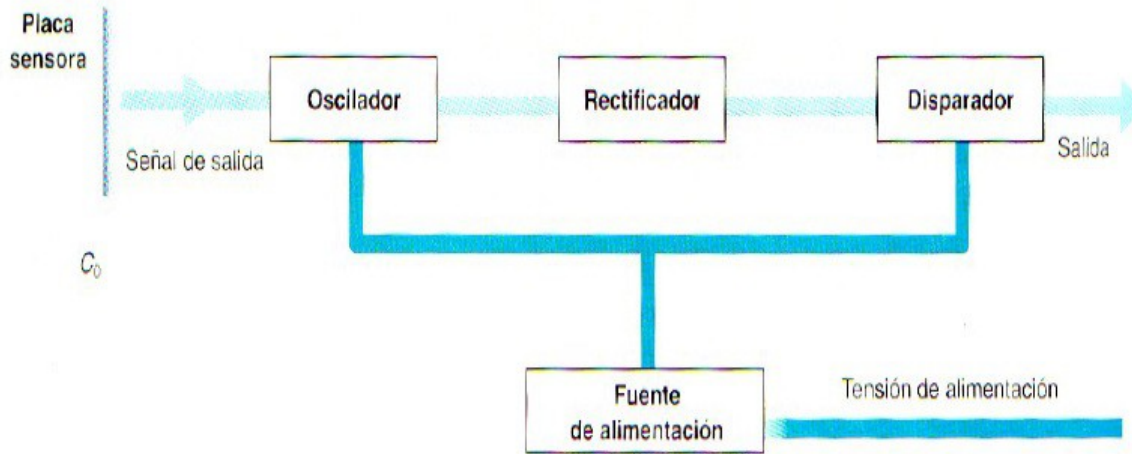 Placa
sensora
Oscilador
Rectificador
Disparador
Señal de salida
Salida
C₀
Fuente
de alimentación
Tensión de alimentación